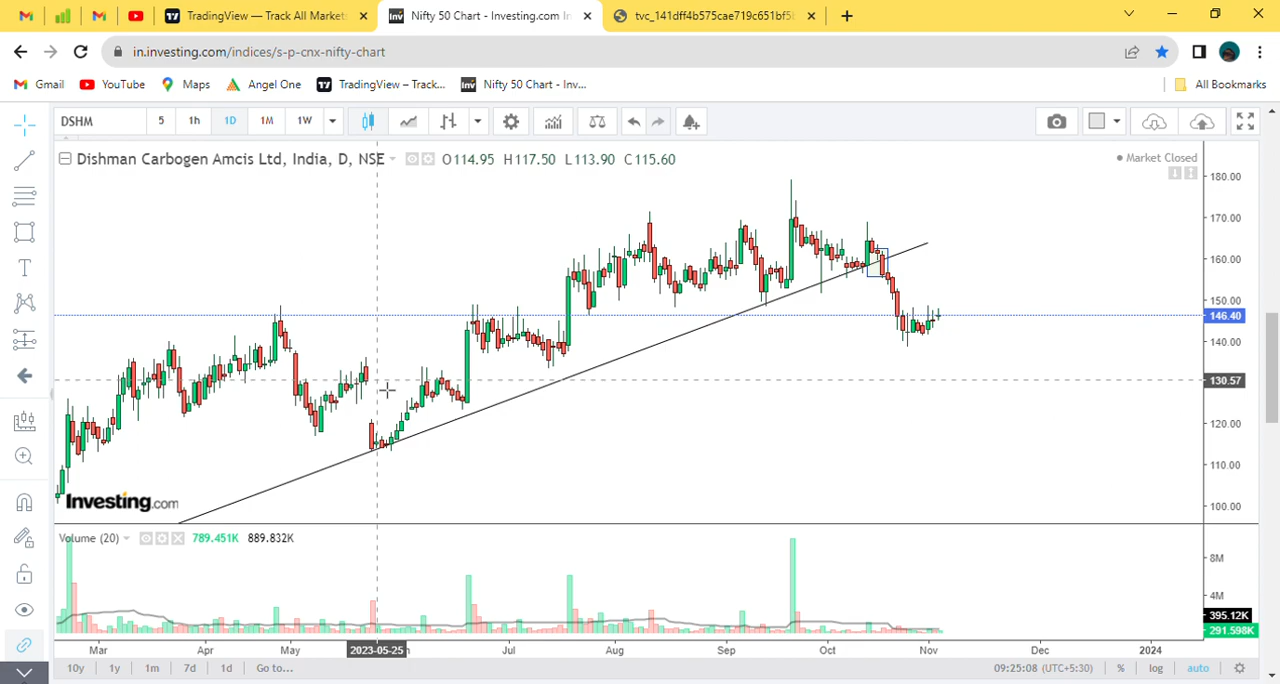 TradingView — Track All Markets
Nifty 50 Chart - Investing.com In
tvc_141dff4b575cae719c651bf5
in.investing.com/indices/s-p-cnx-nifty-chart
Gmail
YouTube
Maps
Angel One
TradingView – Track...
Nifty 50 Chart - Inv...
All Bookmarks
DSHM
5
1h
1D
1M
1W
Dishman Carbogen Amcis Ltd, India, D, NSE
O114.95 H117.50 L113.90 C115.60
Market Closed
180.00
170.00
160.00
150.00
146.40
140.00
130.57
120.00
110.00
100.00
Investing.com
Volume (20)
789.451K
889.832K
8M
4M
395.12K
291.598K
Mar
Apr
May
2023-05-25
Jul
Aug
Sep
Oct
Nov
Dec
2024
10y
1y
1m
7d
1d
Go to...
09:25:08 (UTC+5:30)
%
log
auto